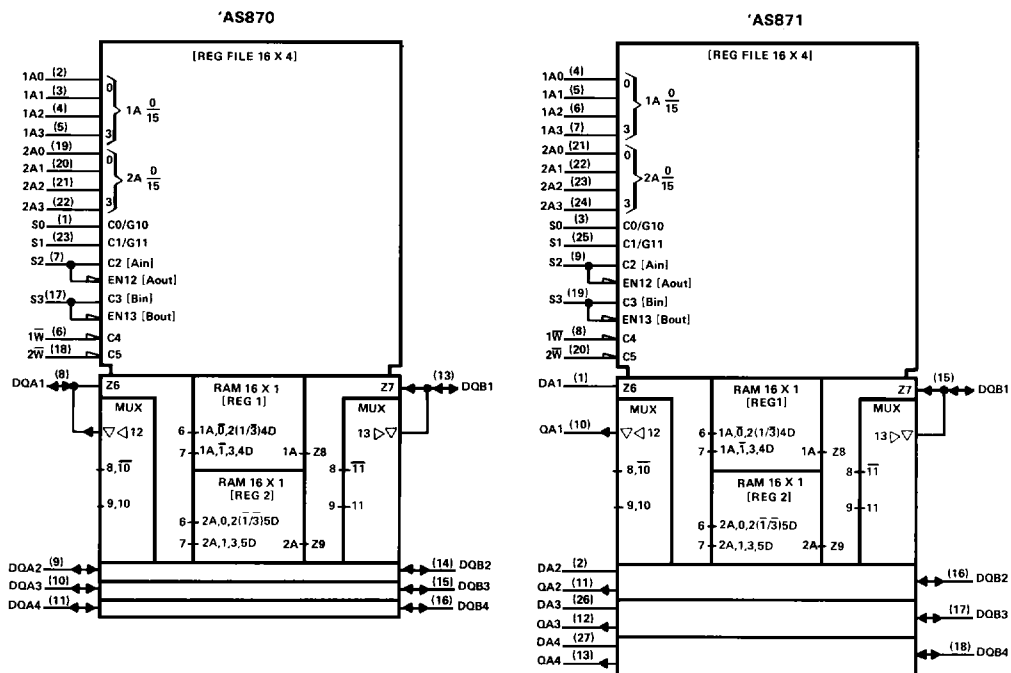 'AS870
[REG FILE 16 X 4]
1A0 (2)
1A1 (3)
1A2 (4)
1A3 (5)
0
3
1A 0/15
2A0 (19)
2A1 (20)
2A2 (21)
2A3 (22)
0
3
2A 0/15
S0 (1) C0/G10
S1 (23) C1/G11
S2 (7) C2 [Ain]
EN12 [Aout]
S3 (17) C3 [Bin]
EN13 [Bout]
1W̅ (6) C4
2W̅ (18) C5
DQA1 (8) Z6
RAM 16 X 1
[REG 1]
Z7 (13) DQB1
MUX
MUX
▽◁ 12
6 1A,0̅,2(1/3̅)4D
7 1A,1̅,3,4D
1A Z8
13 ▷▽
8,1̅0̅
9,10
RAM 16 X 1
[REG 2]
6 2A,0,2(1̅/3̅)5D
7 2A,1,3,5D
2A Z9
8 1̅1̅
9 11
DQA2 (9)
(14) DQB2
DQA3 (10)
(15) DQB3
DQA4 (11)
(16) DQB4
'AS871
[REG FILE 16 X 4]
1A0 (4)
1A1 (5)
1A2 (6)
1A3 (7)
0
3
1A 0/15
2A0 (21)
2A1 (22)
2A2 (23)
2A3 (24)
0
3
2A 0/15
S0 (3) C0/G10
S1 (25) C1/G11
S2 (9) C2 [Ain]
EN12 [Aout]
S3 (19) C3 [Bin]
EN13 [Bout]
1W̅ (8) C4
2W̅ (20) C5
DA1 (1) Z6
RAM 16 X 1
[REG1]
Z7 (15) DQB1
MUX
MUX
QA1 (10) ▽◁ 12
6 1A,0̅,2(1/3̅)4D
7 1A,1̅,3,4D
1A Z8
13 ▷▽
8,1̅0̅
9,10
RAM 16 X 1
[REG 2]
6 2A,0,2(1̅/3̅)5D
7 2A,1,3,5D
2A Z9
8 1̅1̅
9 11
DA2 (2)
QA2 (11)
(16) DQB2
DA3 (26)
QA3 (12)
(17) DQB3
DA4 (27)
QA4 (13)
(18) DQB4